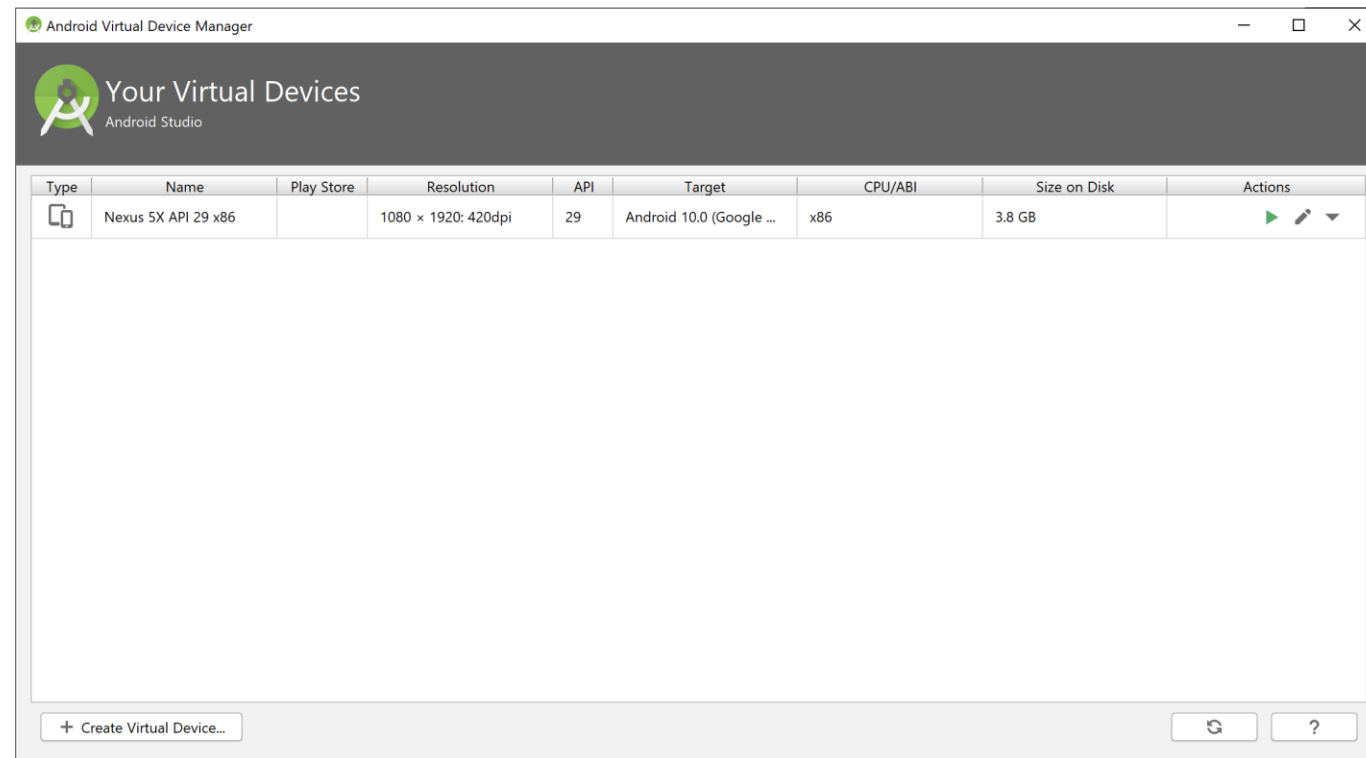 Android Virtual Device Manager
Your Virtual Devices
Android Studio
Type Name Play Store Resolution API Target CPU/ABI Size on Disk Actions
Nexus 5X API 29 x86 1080 × 1920: 420dpi 29 Android 10.0 (Google ... x86 3.8 GB
+ Create Virtual Device... ?